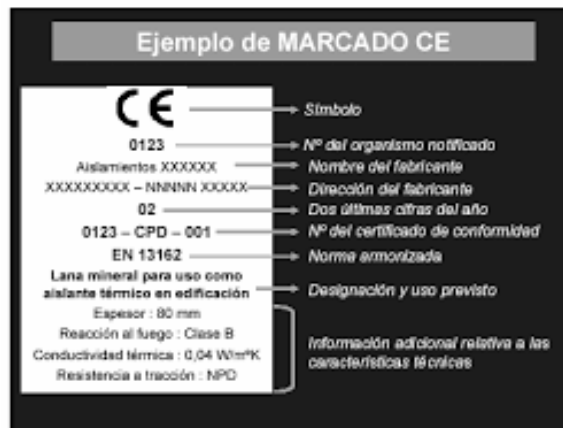 Ejemplo de MARCADO CE
CE
Símbolo
0123
Nº del organismo notificado
Aislamientos XXXXXX
Nombre del fabricante
XXXXXXXXX – NNNNN XXXXX
Dirección del fabricante
02
Dos últimas cifras del año
0123 – CPD – 001
Nº del certificado de conformidad
EN 13162
Norma armonizada
Lana mineral para uso como
aislante térmico en edificación
Designación y uso previsto
Espesor : 80 mm
Reacción al fuego : Clase B
Conductividad térmica : 0,04 W/mºK
Resistencia a tracción : NPD
Información adicional relativa a las
características técnicas